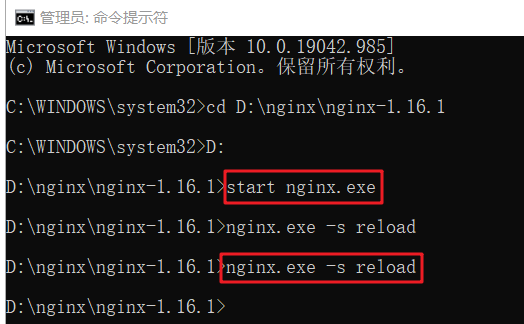 管理员: 命令提示符
Microsoft Windows [版本 10.0.19042.985]
(c) Microsoft Corporation。保留所有权利。
C:\WINDOWS\system32>cd D:\nginx\nginx-1.16.1
C:\WINDOWS\system32>D:
D:\nginx\nginx-1.16.1>start nginx.exe
D:\nginx\nginx-1.16.1>nginx.exe -s reload
D:\nginx\nginx-1.16.1>nginx.exe -s reload
D:\nginx\nginx-1.16.1>